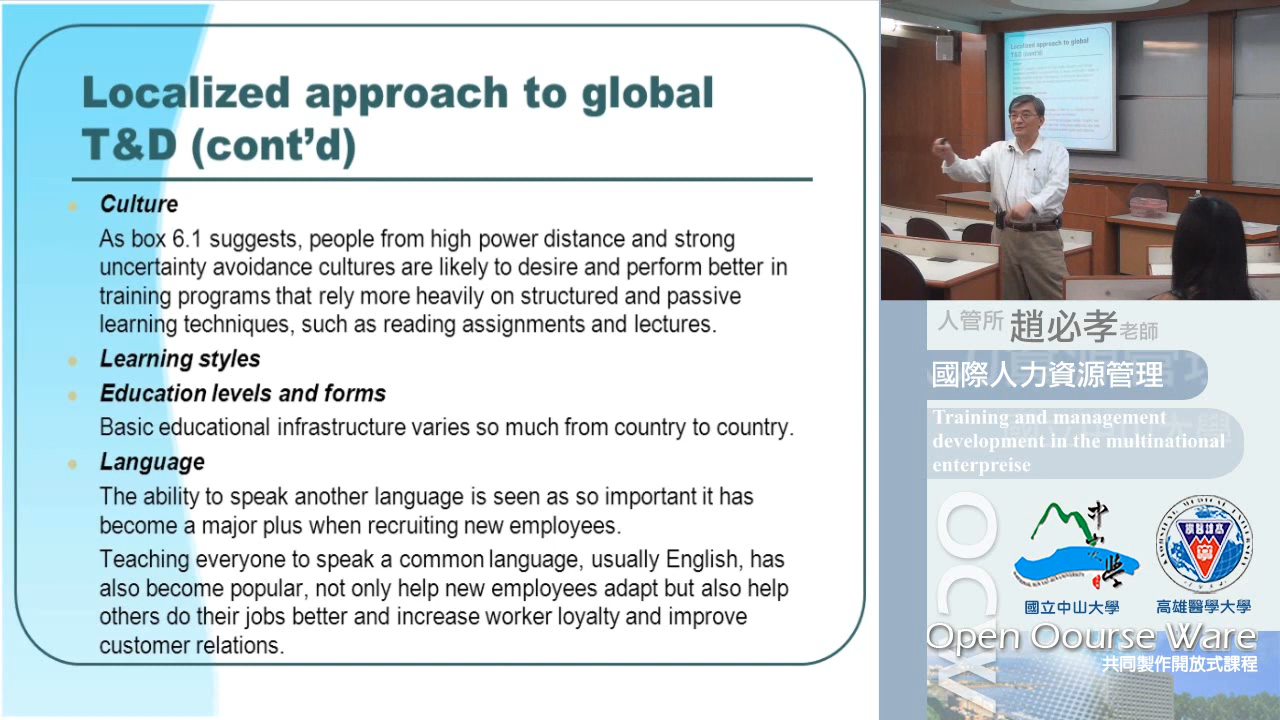 Localized approach to global
T&D (cont’d)
Culture
As box 6.1 suggests, people from high power distance and strong
uncertainty avoidance cultures are likely to desire and perform better in
training programs that rely more heavily on structured and passive
learning techniques, such as reading assignments and lectures.
Learning styles
Education levels and forms
Basic educational infrastructure varies so much from country to country.
Language
The ability to speak another language is seen as so important it has
become a major plus when recruiting new employees.
Teaching everyone to speak a common language, usually English, has
also become popular, not only help new employees adapt but also help
others do their jobs better and increase worker loyalty and improve
customer relations.
Localized approach to global
T&D (cont'd)
人管所 趙必孝老師
國際人力資源管理
Training and management
development in the multinational
enterpreise
OCW
國立中山大學
高雄醫學大學
Open Oourse Ware
共同製作開放式課程